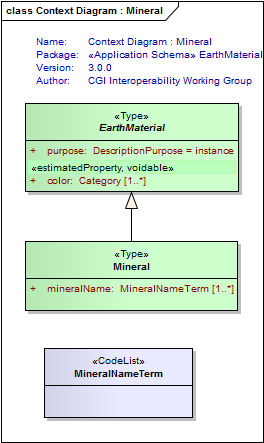 class Context Diagram : Mineral
Name: Context Diagram : Mineral
Package: «Application Schema» EarthMaterial
Version: 3.0.0
Author: CGI Interoperability Working Group
«Type»
EarthMaterial
+ purpose: DescriptionPurpose = instance
«estimatedProperty, voidable»
+ color: Category [1..*]
«Type»
Mineral
+ mineralName: MineralNameTerm [1..*]
«CodeList»
MineralNameTerm